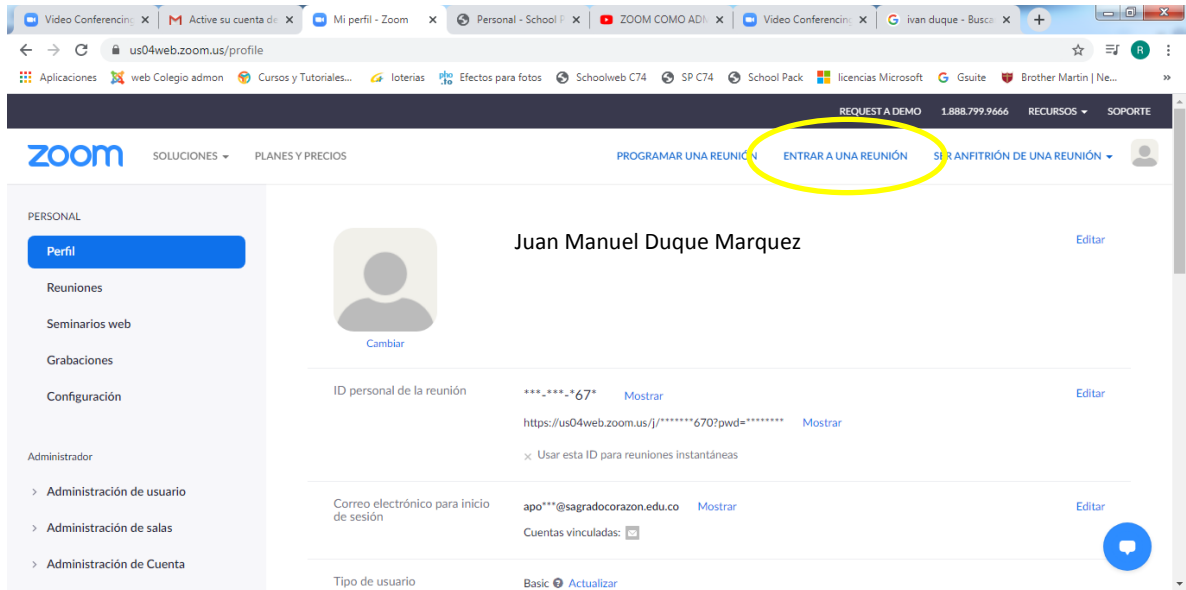 Video Conferencing
Active su cuenta de
Mi perfil - Zoom
Personal - School P
ZOOM COMO ADM
Video Conferencing
ivan duque - Busca
us04web.zoom.us/profile
R
Aplicaciones
web Colegio admon
Cursos y Tutoriales...
loterias
pho.to
Efectos para fotos
Schoolweb C74
SP C74
School Pack
licencias Microsoft
Gsuite
Brother Martin | Ne...
»
REQUEST A DEMO 1.888.799.9666 RECURSOS SOPORTE
zoom SOLUCIONES PLANES Y PRECIOS PROGRAMAR UNA REUNIÓN ENTRAR A UNA REUNIÓN SER ANFITRIÓN DE UNA REUNIÓN
PERSONAL
Perfil
Reuniones
Seminarios web
Grabaciones
Configuración
Administrador
Administración de usuario
Administración de salas
Administración de Cuenta
Juan Manuel Duque Marquez
Editar
Cambiar
ID personal de la reunión
***-***-*67* Mostrar
Editar
https://us04web.zoom.us/j/*******670?pwd=******** Mostrar
× Usar esta ID para reuniones instantáneas
Correo electrónico para inicio
de sesión
apo***@sagradocorazon.edu.co Mostrar
Editar
Cuentas vinculadas:
Tipo de usuario
Basic Actualizar